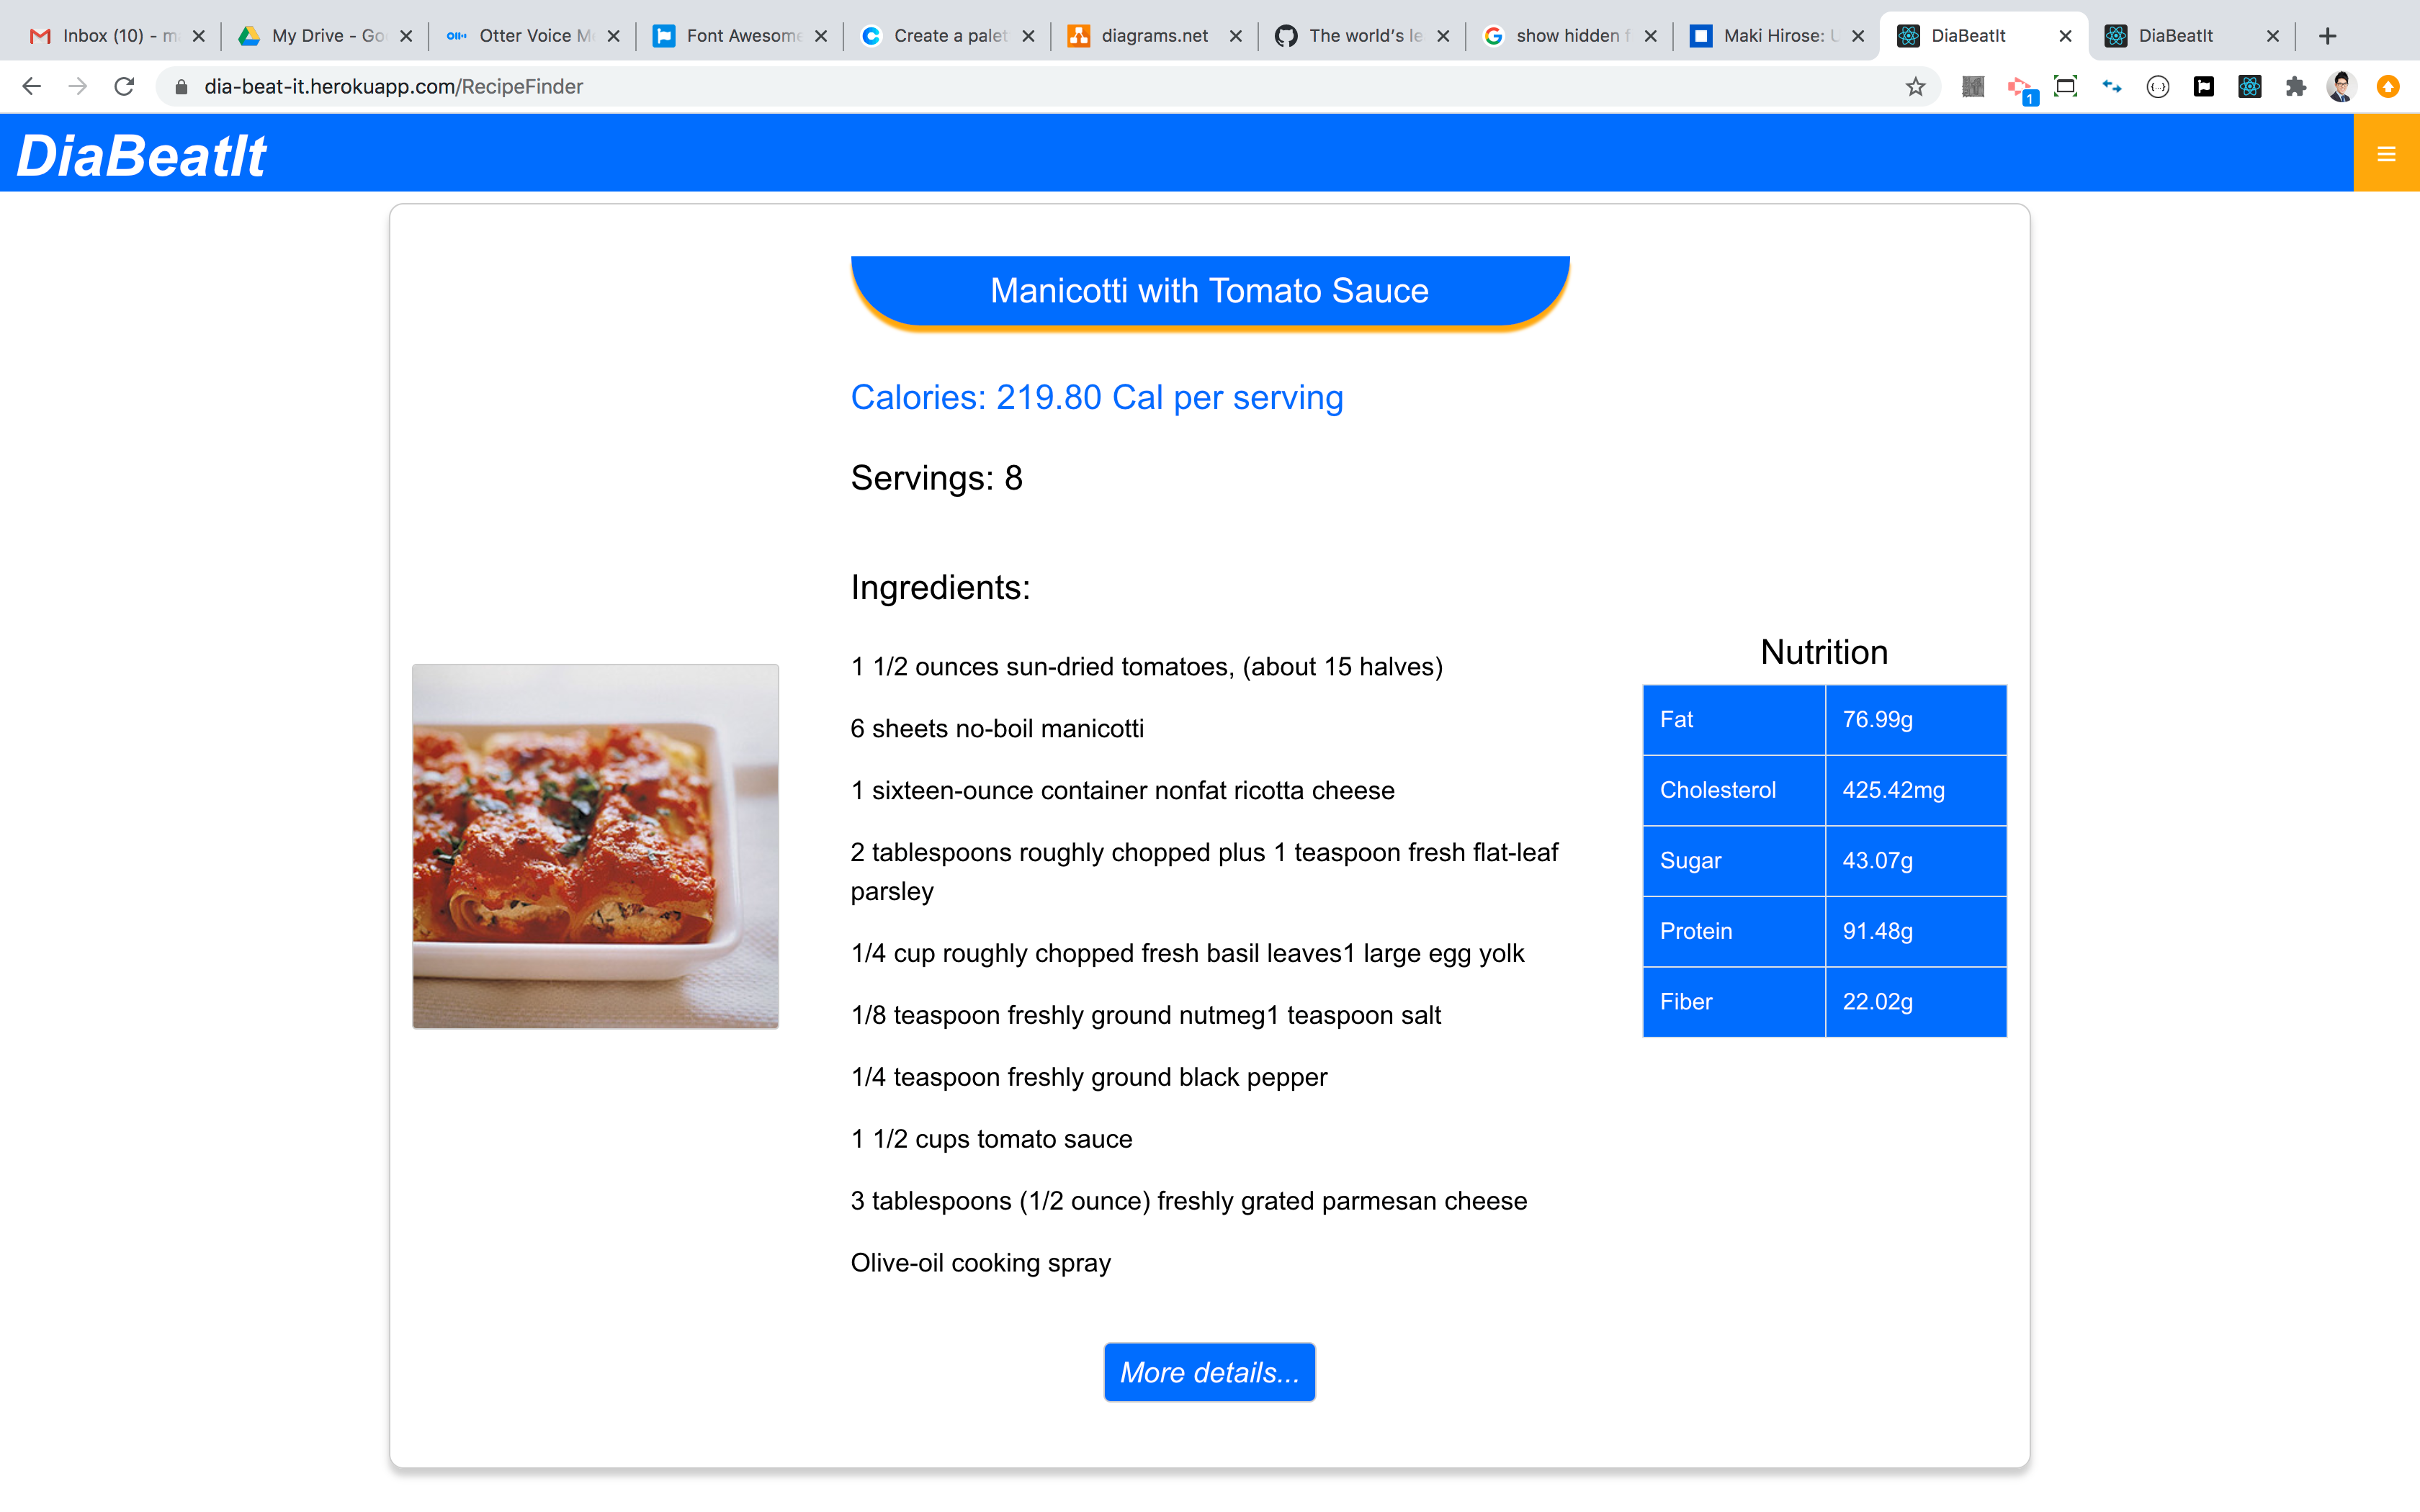 Inbox (10) - m
My Drive - Go
Otter Voice M
Font Awesome
Create a palet
diagrams.net
The world's le
show hidden f
Maki Hirose: U
DiaBeatIt
DiaBeatIt
dia-beat-it.herokuapp.com/RecipeFinder
1
DiaBeatIt
Manicotti with Tomato Sauce
Calories: 219.80 Cal per serving
Servings: 8
Ingredients:
1 1/2 ounces sun-dried tomatoes, (about 15 halves)
6 sheets no-boil manicotti
1 sixteen-ounce container nonfat ricotta cheese
2 tablespoons roughly chopped plus 1 teaspoon fresh flat-leaf
parsley
1/4 cup roughly chopped fresh basil leaves1 large egg yolk
1/8 teaspoon freshly ground nutmeg1 teaspoon salt
1/4 teaspoon freshly ground black pepper
1 1/2 cups tomato sauce
3 tablespoons (1/2 ounce) freshly grated parmesan cheese
Olive-oil cooking spray
More details...
Nutrition
Fat 76.99g
Cholesterol 425.42mg
Sugar 43.07g
Protein 91.48g
Fiber 22.02g